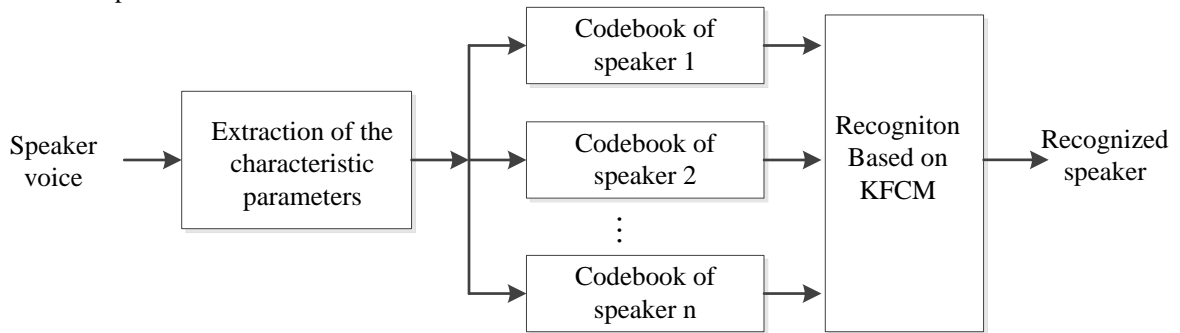 Speaker
voice
Extraction of the
characteristic
parameters
Codebook of
speaker 1
Codebook of
speaker 2
⋮
Codebook of
speaker n
Recogniton
Based on
KFCM
Recognized
speaker